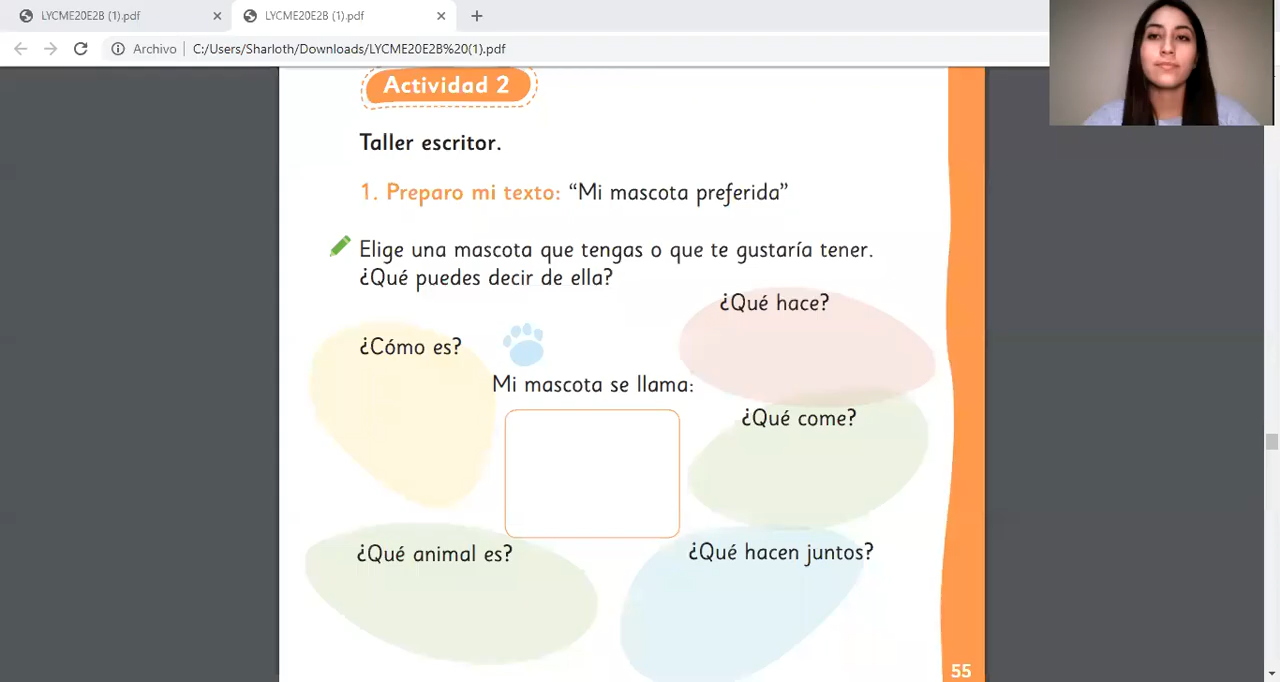 LYCME20E2B (1).pdf
LYCME20E2B (1).pdf
Archivo
C:/Users/Sharloth/Downloads/LYCME20E2B%20(1).pdf
Actividad 2
Taller escritor.
1. Preparo mi texto: “Mi mascota preferida”
Elige una mascota que tengas o que te gustaría tener.
¿Qué puedes decir de ella?
¿Qué hace?
¿Cómo es?
Mi mascota se llama:
¿Qué come?
¿Qué animal es?
¿Qué hacen juntos?
55